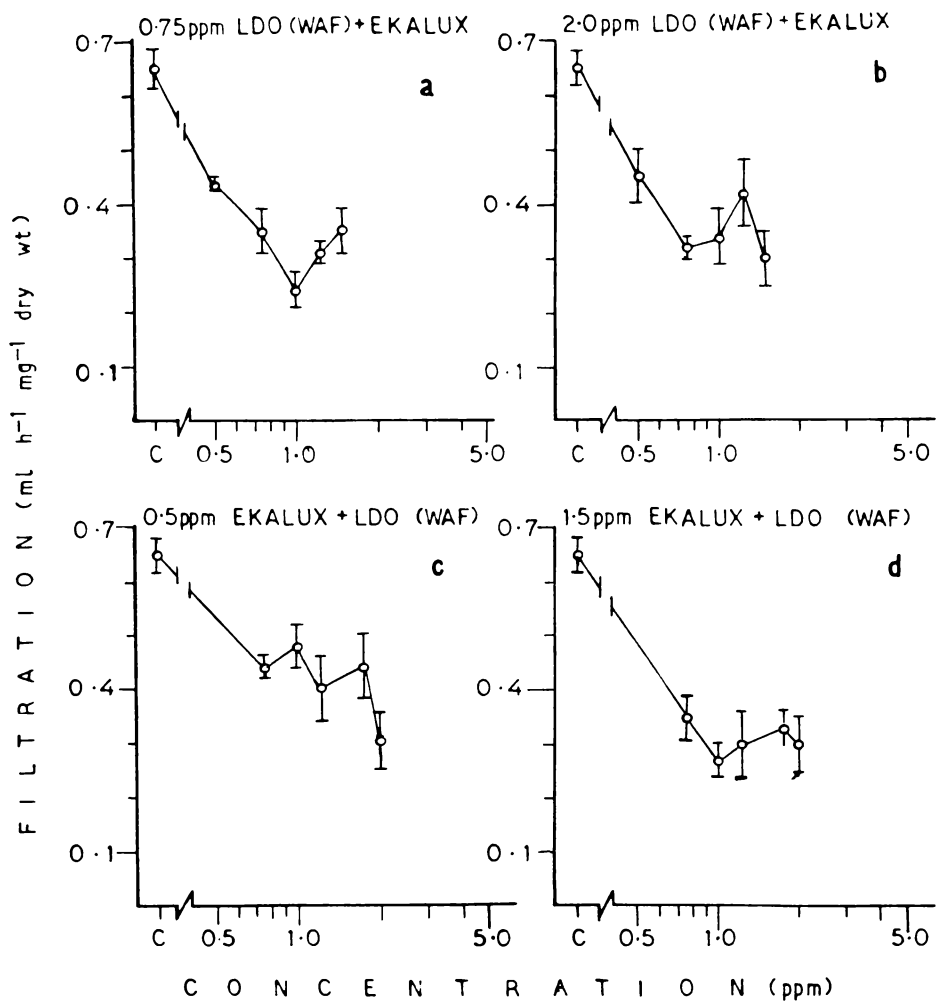 0·75ppm LDO (WAF) + EKALUX
a
0·7
0·4
0·1
C 0·5 1·0 5·0
2·0ppm LDO (WAF) + EKALUX
b
0·7
0·4
0·1
C 0·5 1·0 5·0
0·5ppm EKALUX + LDO (WAF)
c
0·7
0·4
0·1
C 0·5 1·0 5·0
1·5ppm EKALUX + LDO (WAF)
d
0·7
0·4
0·1
C 0·5 1·0 5·0
FILTRATION (ml h⁻¹ mg⁻¹ dry wt)
CONCENTRATION (ppm)